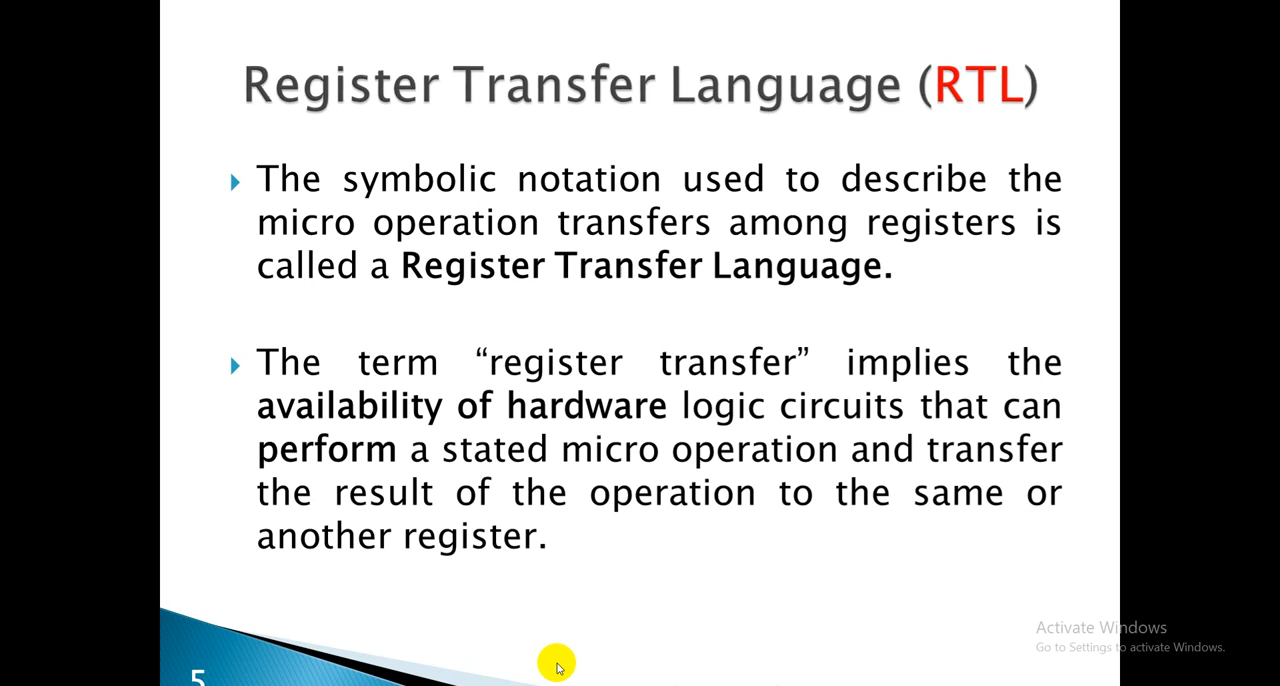 Register Transfer Language (RTL)
The symbolic notation used to describe the
micro operation transfers among registers is
called a Register Transfer Language.
The term “register transfer” implies the
availability of hardware logic circuits that can
perform a stated micro operation and transfer
the result of the operation to the same or
another register.
Activate Windows
Go to Settings to activate Windows.
5